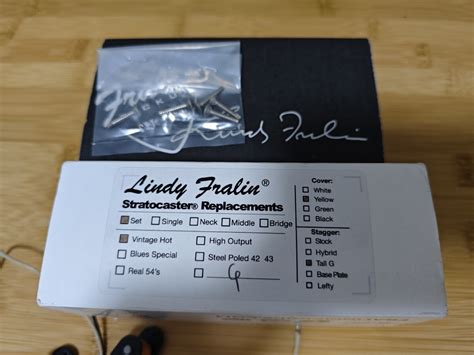 Lindy Fralin
Lindy Fralin®
Stratocaster® Replacements
Set Single Neck Middle Bridge
Vintage Hot High Output
Blues Special Steel Poled 42 43
Real 54's
Cover:
White
Yellow
Green
Black
Stagger:
Stock
Hybrid
Tall G
Base Plate
Lefty